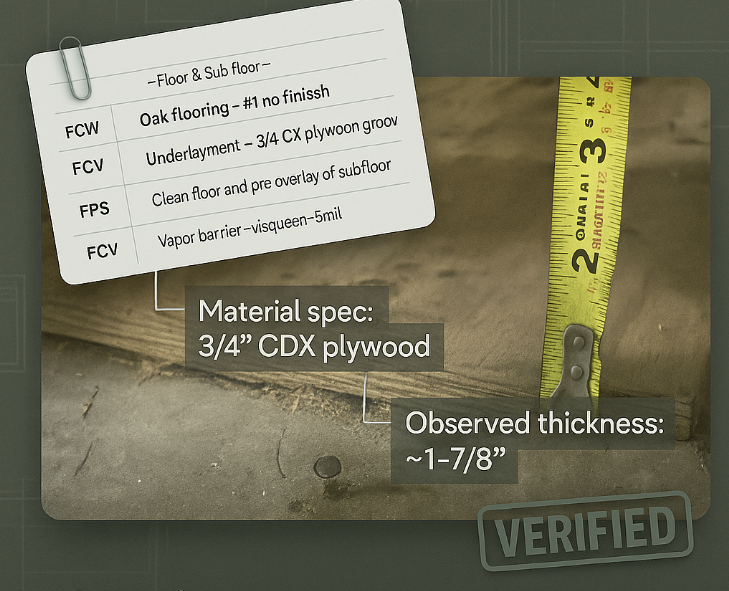 –Floor & Sub floor–
FCW Oak flooring – #1 no finissh
FCV Underlayment – 3/4 CX plywoon groov
FPS Clean floor and pre overlay of subfloor
FCV Vapor barrier–visqueen–5mil
2 3
Material spec:
3/4” CDX plywood
Observed thickness:
~1-7/8”
VERIFIED